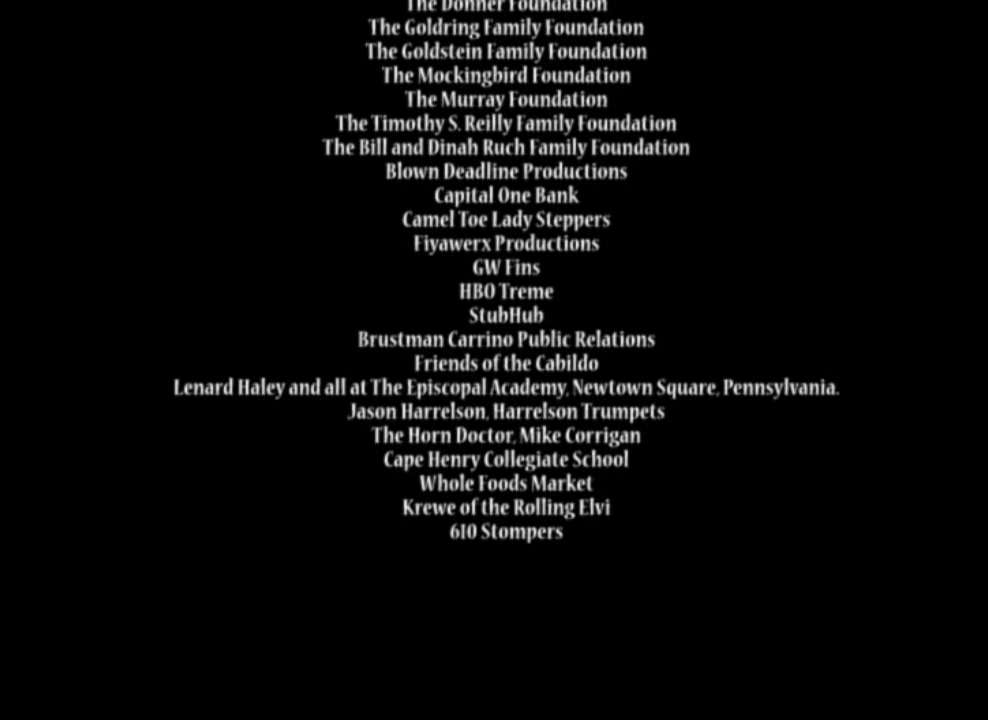 The Donner Foundation
The Goldring Family Foundation
The Goldstein Family Foundation
The Mockingbird Foundation
The Murray Foundation
The Timothy S. Reilly Family Foundation
The Bill and Dinah Ruch Family Foundation
Blown Deadline Productions
Capital One Bank
Camel Toe Lady Steppers
Fiyawerx Productions
GW Fins
HBO Treme
StubHub
Brustman Carrino Public Relations
Friends of the Cabildo
Lenard Haley and all at The Episcopal Academy, Newtown Square, Pennsylvania.
Jason Harrelson, Harrelson Trumpets
The Horn Doctor, Mike Corrigan
Cape Henry Collegiate School
Whole Foods Market
Krewe of the Rolling Elvi
610 Stompers